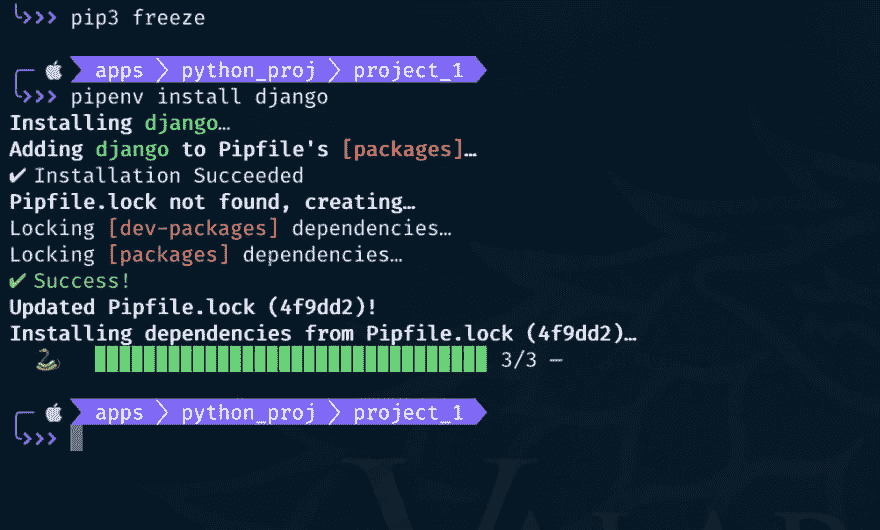 >>> pip3 freeze
apps > python_proj > project_1
>>> pipenv install django
Installing django…
Adding django to Pipfile's [packages]…
✔ Installation Succeeded
Pipfile.lock not found, creating…
Locking [dev-packages] dependencies…
Locking [packages] dependencies…
✔ Success!
Updated Pipfile.lock (4f9dd2)!
Installing dependencies from Pipfile.lock (4f9dd2)…
3/3 —
apps > python_proj > project_1
>>>